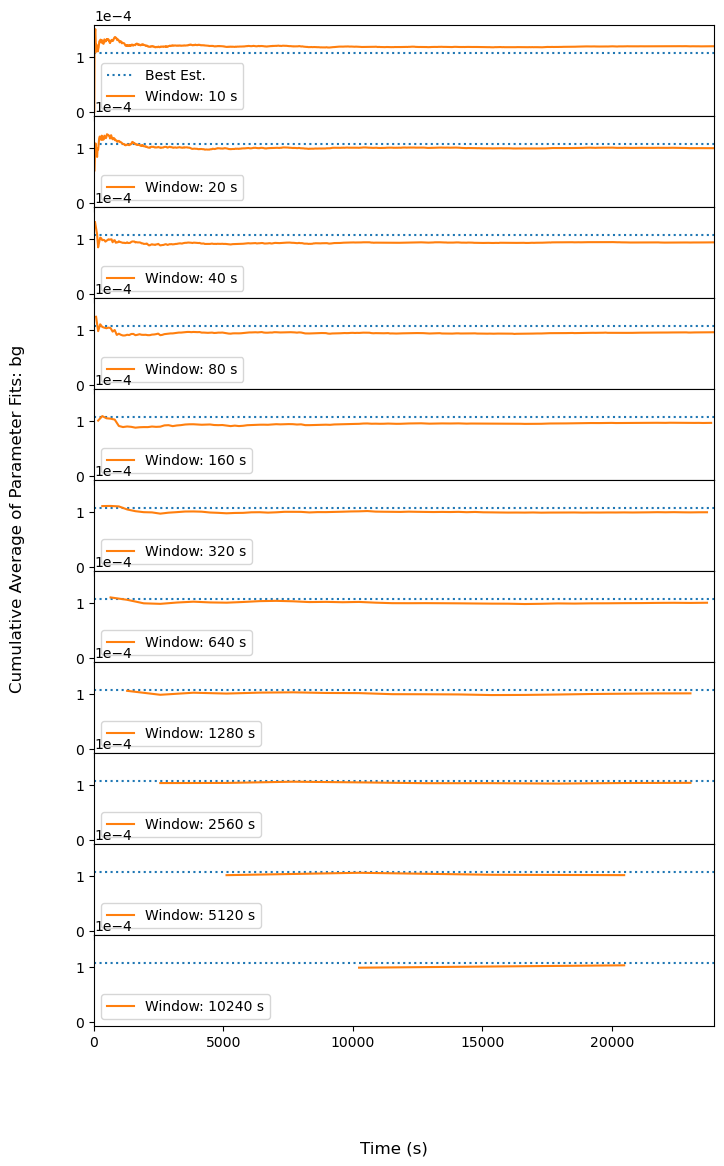 1e−4
1
Best Est.
Window: 10 s
0
1e−4
1
Window: 20 s
0
1e−4
1
Window: 40 s
0
1e−4
1
Window: 80 s
0
1e−4
1
Window: 160 s
0
1e−4
1
Window: 320 s
0
1e−4
1
Window: 640 s
0
1e−4
1
Window: 1280 s
0
1e−4
1
Window: 2560 s
0
1e−4
1
Window: 5120 s
0
1e−4
1
Window: 10240 s
0
0 5000 10000 15000 20000
Time (s)
Cumulative Average of Parameter Fits: bg